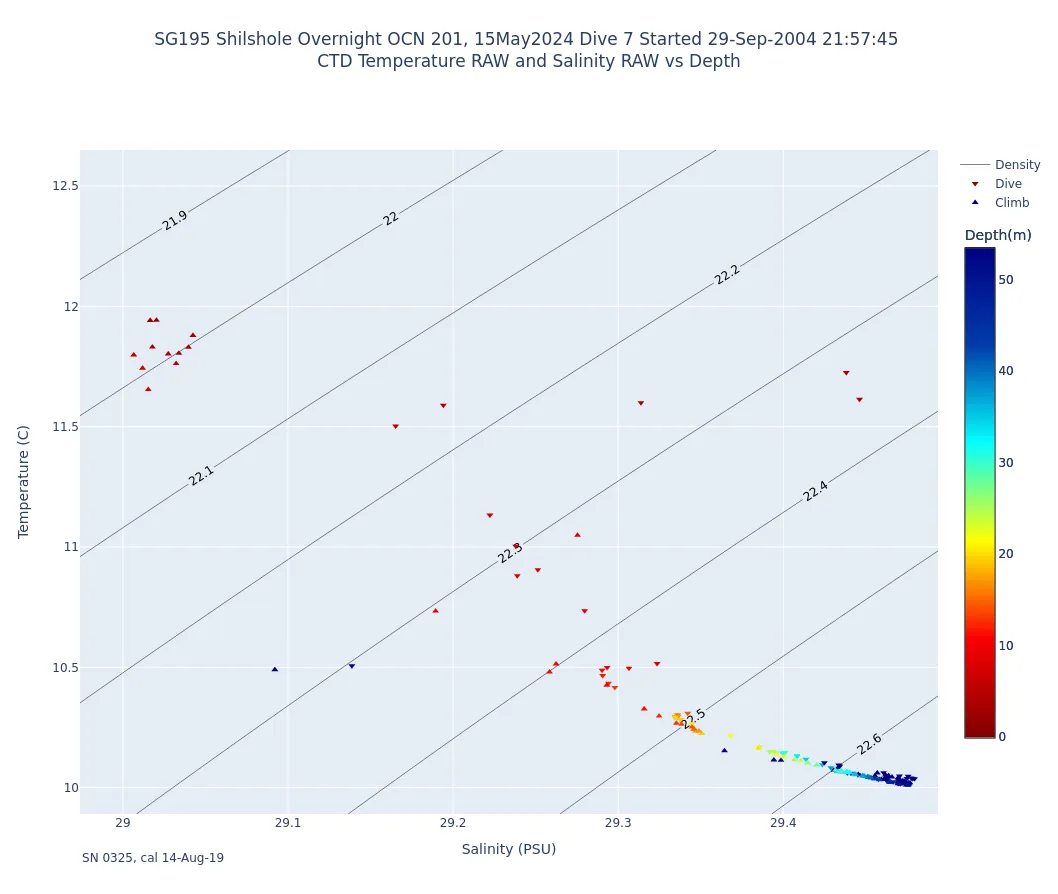 SG195 Shilshole Overnight OCN 201, 15May2024 Dive 7 Started 29-Sep-2004 21:57:45
CTD Temperature RAW and Salinity RAW vs Depth
Density
Dive
Climb
Depth(m)
50
40
30
20
10
0
12.5
12
11.5
11
10.5
10
Temperature (C)
21.9
22
22.2
22.1
22.4
22.3
22.5
22.6
29
29.1
29.2
29.3
29.4
Salinity (PSU)
SN 0325, cal 14-Aug-19